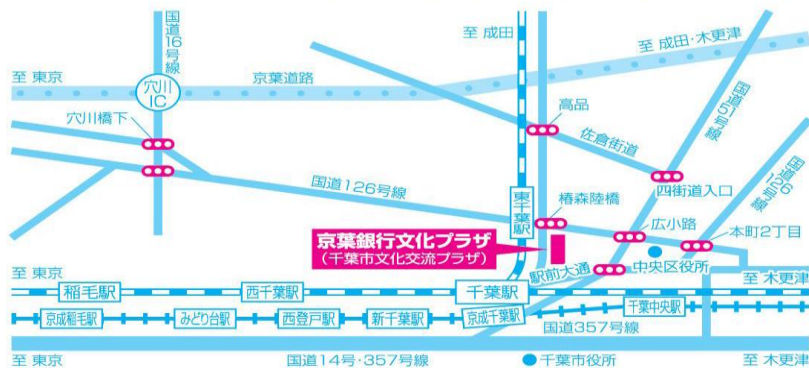 国道16号線
至 成田
至 成田・木更津
至 東京
京葉道路
穴川
IC
国道51号線
穴川橋下
高品
佐倉街道
国道126号線
四街道入口
国道126号線
東千葉駅
椿森陸橋
広小路
本町2丁目
京葉銀行文化プラザ
(千葉市文化交流プラザ)
駅前大通
中央区役所
至 東京
至 木更津
稲毛駅
西千葉駅
千葉駅
京成稲毛駅
みどり台駅
西登戸駅
新千葉駅
京成千葉駅
千葉中央駅
国道357号線
至 東京
国道14号・357号線
千葉市役所
至 木更津